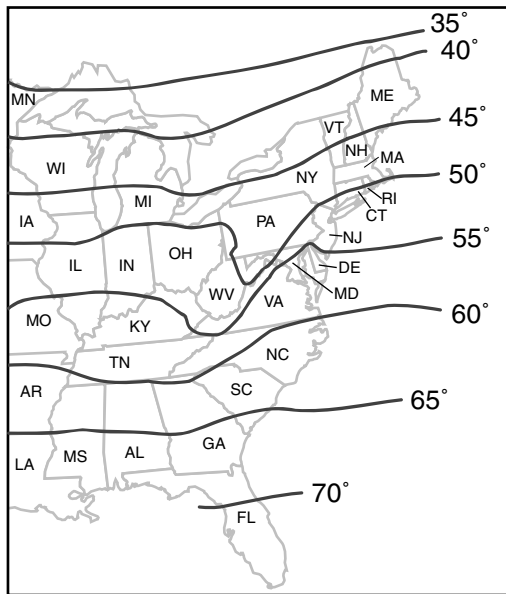 35°
40°
MN
ME
45°
VT
NH
MA
WI
NY
50°
MI
RI
CT
IA
PA
NJ
55°
OH
IL
IN
DE
WV
VA
MD
60°
MO
KY
NC
TN
AR
SC
65°
GA
LA
MS
AL
70°
FL